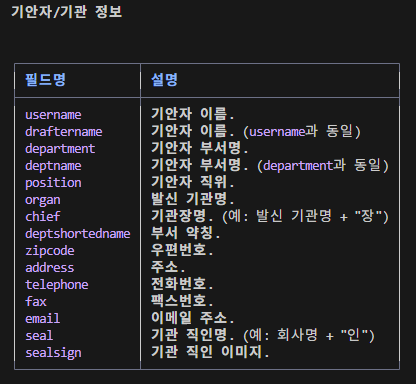 기안자/기관 정보
필드명 설명
username 기안자 이름.
draftername 기안자 이름. (username과 동일)
department 기안자 부서명.
deptname 기안자 부서명. (department과 동일)
position 기안자 직위.
organ 발신 기관명.
chief 기관장명. (예: 발신 기관명 + "장")
deptshortedname 부서 약칭.
zipcode 우편번호.
address 주소.
telephone 전화번호.
fax 팩스번호.
email 이메일 주소.
seal 기관 직인명. (예: 회사명 + "인")
sealsign 기관 직인 이미지.